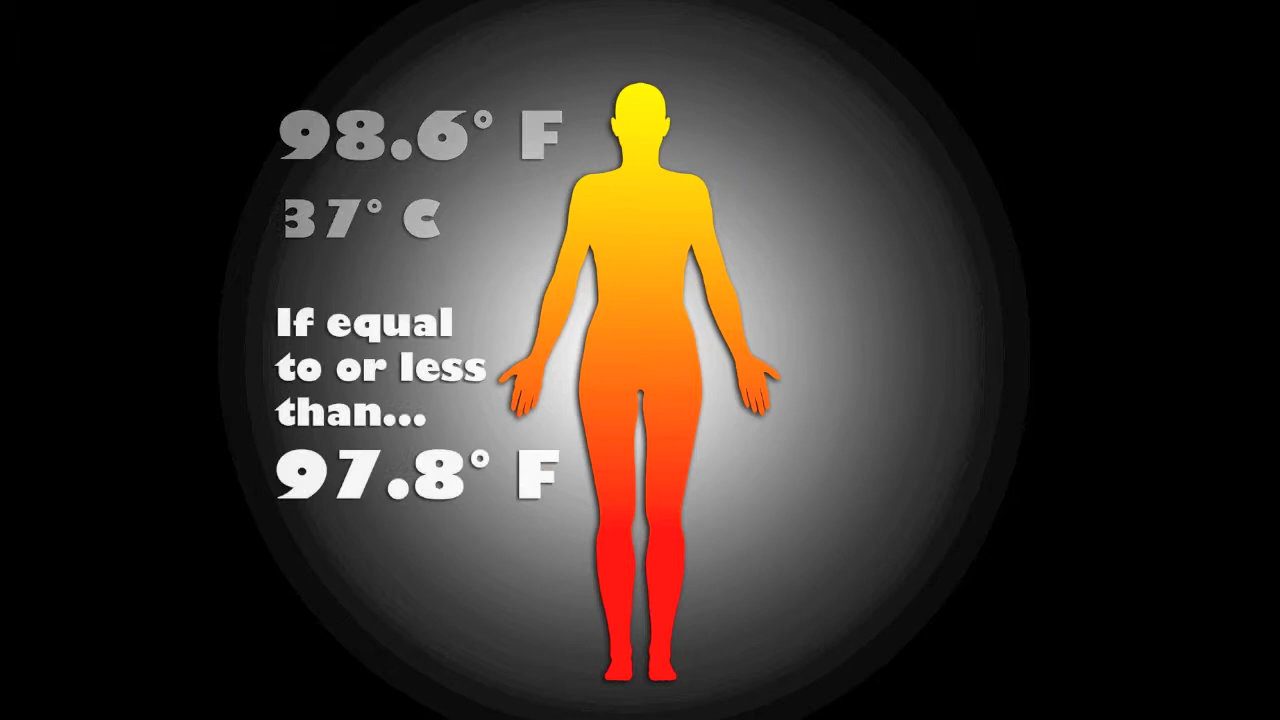 98.6° F
37° C
If equal
to or less
than...
97.8° F